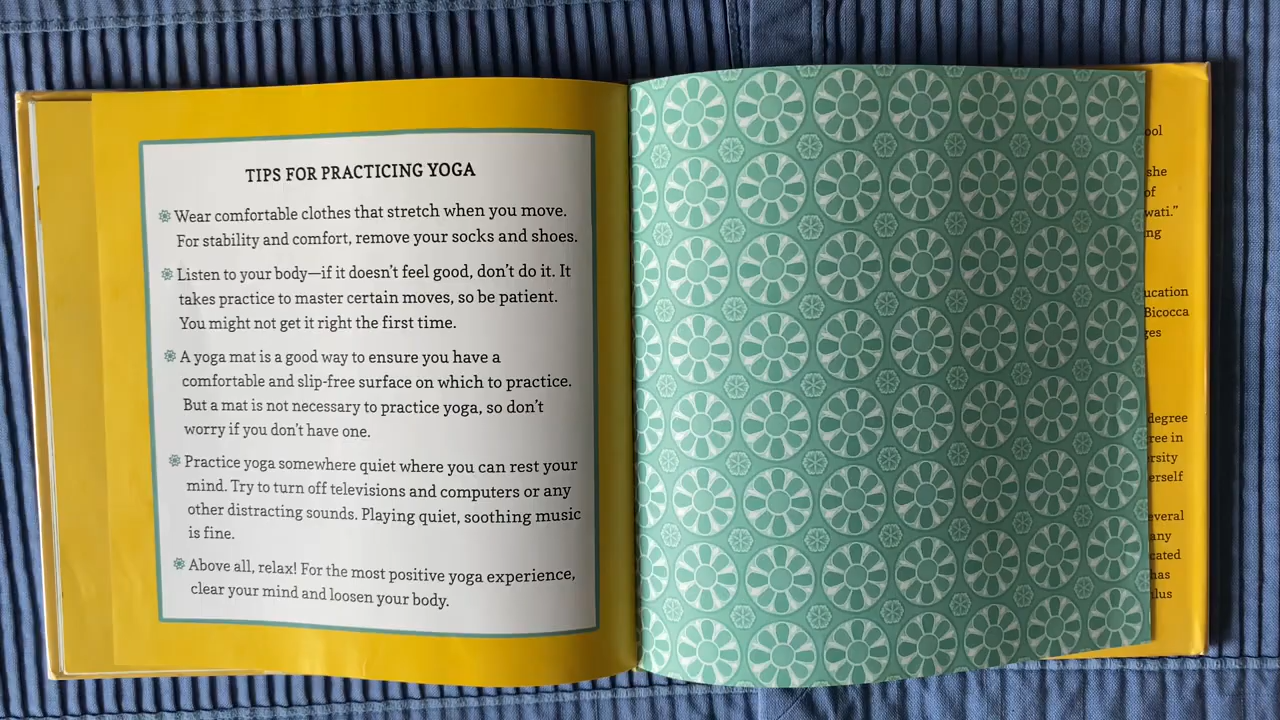 TIPS FOR PRACTICING YOGA
Wear comfortable clothes that stretch when you move.
For stability and comfort, remove your socks and shoes.
Listen to your body—if it doesn't feel good, don't do it. It
takes practice to master certain moves, so be patient.
You might not get it right the first time.
A yoga mat is a good way to ensure you have a
comfortable and slip-free surface on which to practice.
But a mat is not necessary to practice yoga, so don't
worry if you don't have one.
Practice yoga somewhere quiet where you can rest your
mind. Try to turn off televisions and computers or any
other distracting sounds. Playing quiet, soothing music
is fine.
Above all, relax! For the most positive yoga experience,
clear your mind and loosen your body.
she
of
Bicocca
degree
any
has